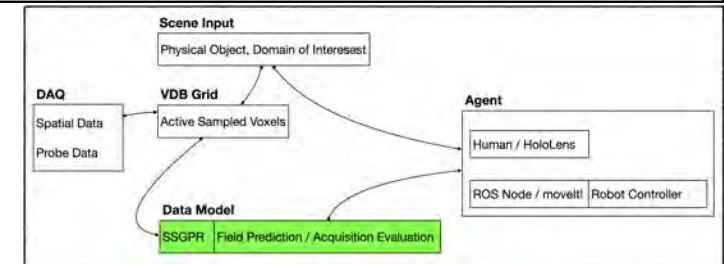 Scene Input
Physical Object, Domain of Interesest
DAQ
Spatial Data
Probe Data
VDB Grid
Active Sampled Voxels
Agent
Human / HoloLens
ROS Node / moveIt! Robot Controller
Data Model
SSGPR Field Prediction / Acquisition Evaluation